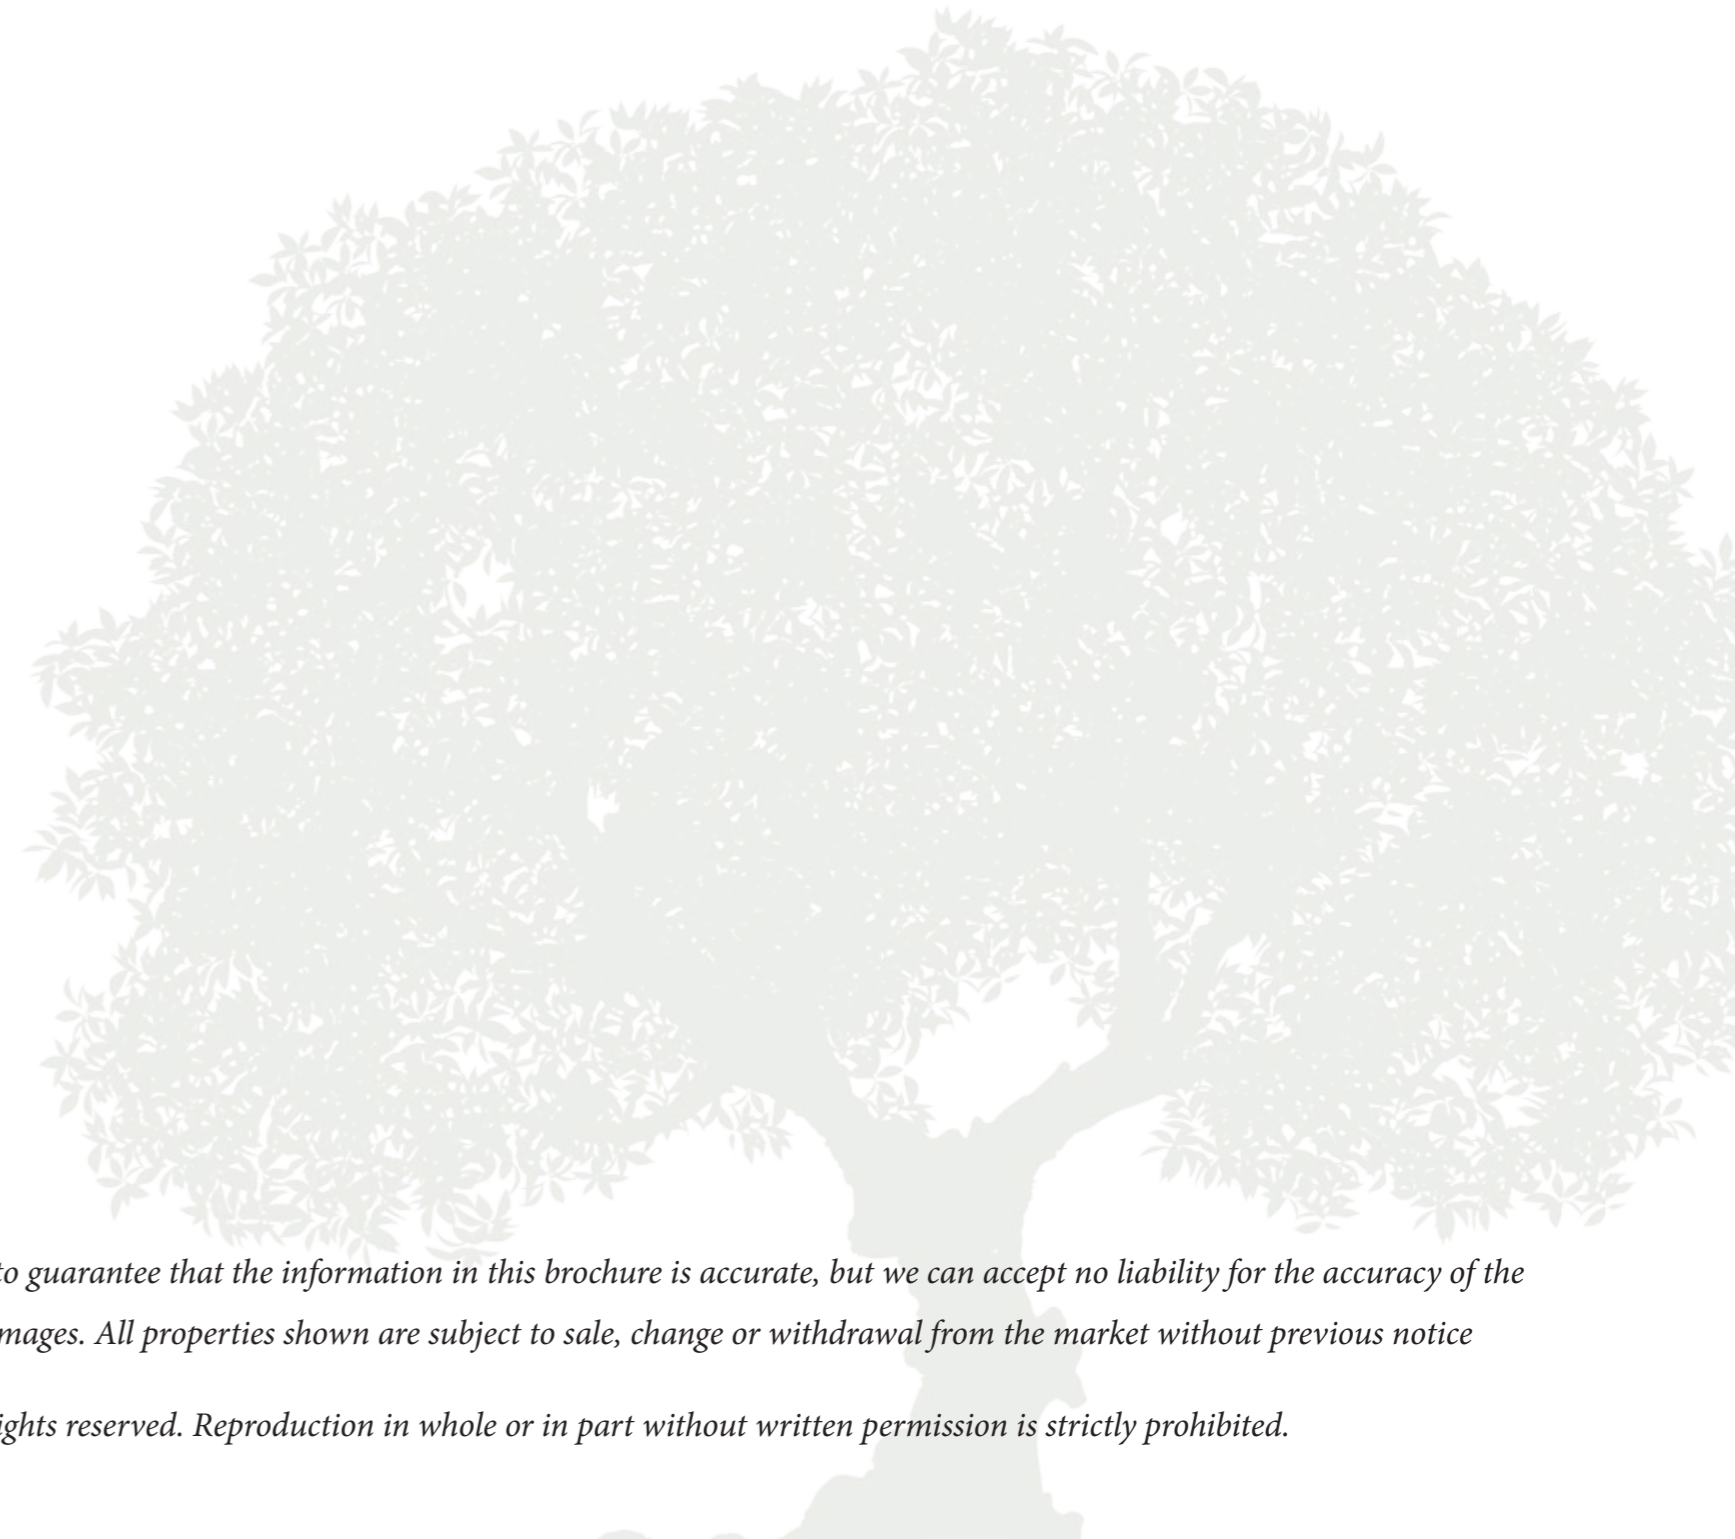 to guarantee that the information in this brochure is accurate, but we can accept no liability for the accuracy of the
mages. All properties shown are subject to sale, change or withdrawal from the market without previous notice
ights reserved. Reproduction in whole or in part without written permission is strictly prohibited.